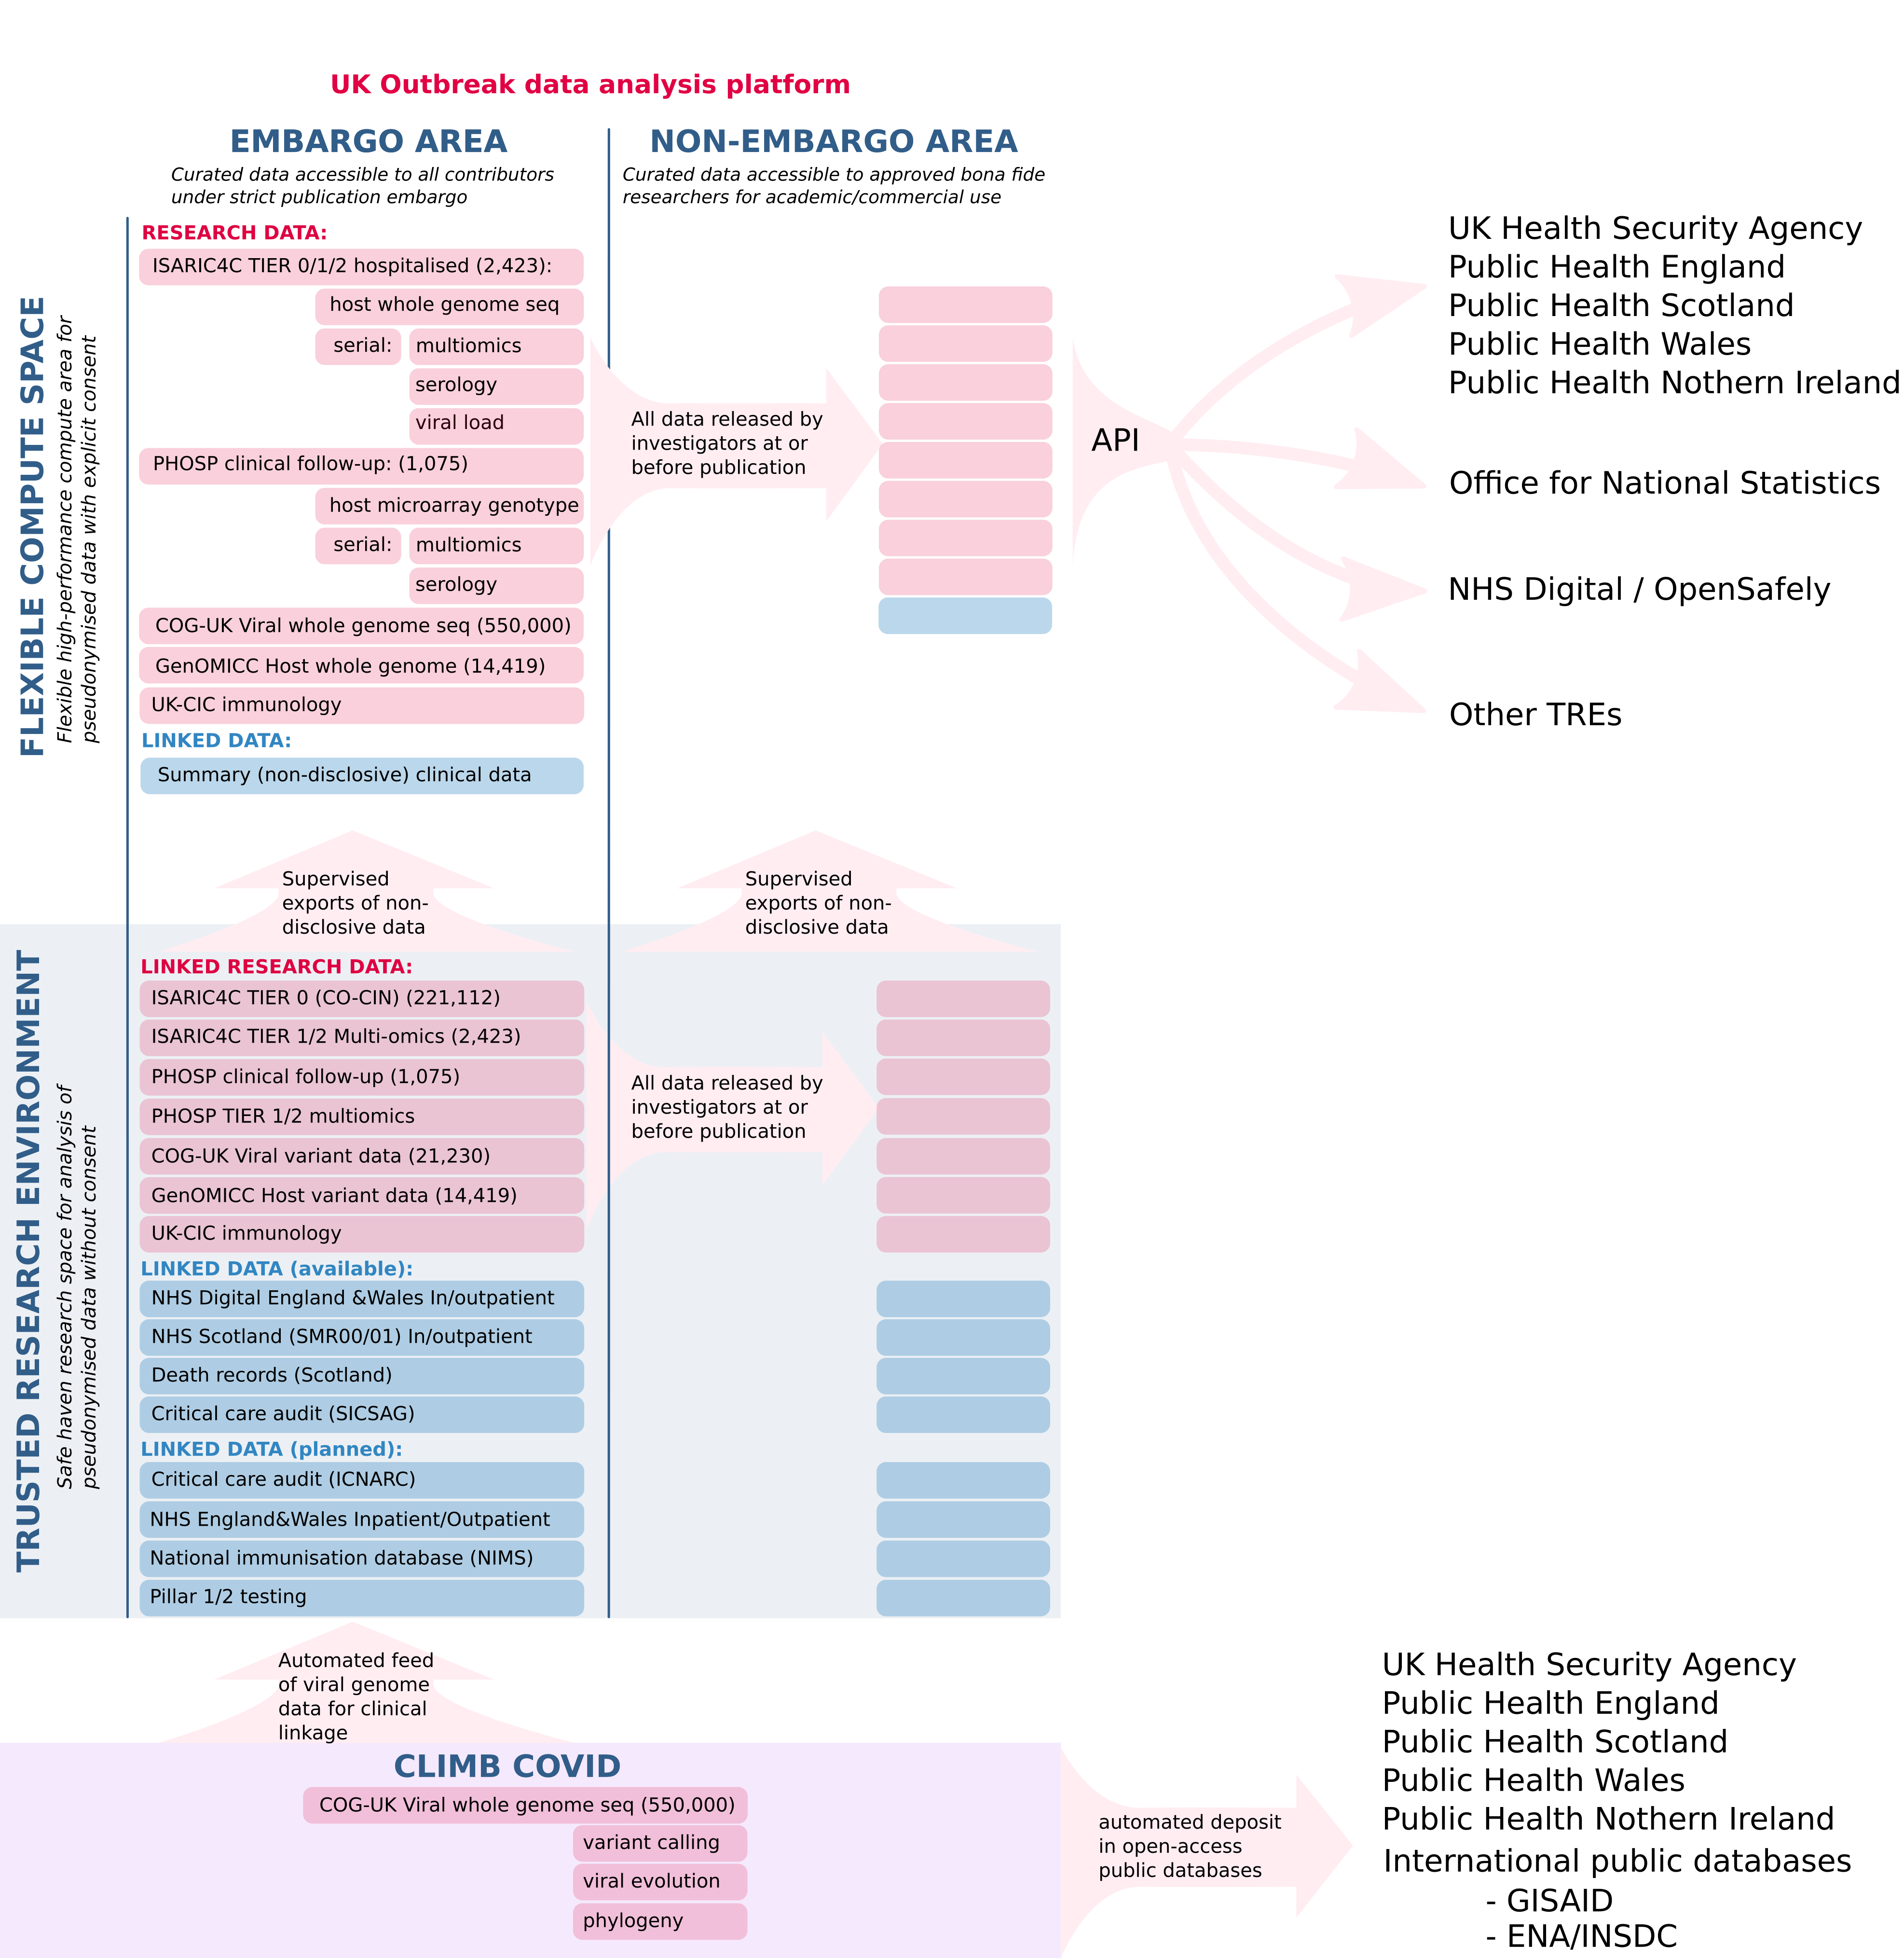 UK Outbreak data analysis platform
EMBARGO AREA
Curated data accessible to all contributors
under strict publication embargo
NON-EMBARGO AREA
Curated data accessible to approved bona fide
researchers for academic/commercial use
FLEXIBLE COMPUTE SPACE
Flexible high-performance compute area for
pseudonymised data with explicit consent
RESEARCH DATA:
ISARIC4C TIER 0/1/2 hospitalised (2,423):
host whole genome seq
serial: multiomics
serology
viral load
PHOSP clinical follow-up: (1,075)
host microarray genotype
serial: multiomics
serology
COG-UK Viral whole genome seq (550,000)
GenOMICC Host whole genome (14,419)
UK-CIC immunology
LINKED DATA:
Summary (non-disclosive) clinical data
All data released by
investigators at or
before publication
API
UK Health Security Agency
Public Health England
Public Health Scotland
Public Health Wales
Public Health Nothern Ireland
Office for National Statistics
NHS Digital / OpenSafely
Other TREs
Supervised
exports of non-
disclosive data
Supervised
exports of non-
disclosive data
TRUSTED RESEARCH ENVIRONMENT
Safe haven research space for analysis of
pseudonymised data without consent
LINKED RESEARCH DATA:
ISARIC4C TIER 0 (CO-CIN) (221,112)
ISARIC4C TIER 1/2 Multi-omics (2,423)
PHOSP clinical follow-up (1,075)
PHOSP TIER 1/2 multiomics
COG-UK Viral variant data (21,230)
GenOMICC Host variant data (14,419)
UK-CIC immunology
All data released by
investigators at or
before publication
LINKED DATA (available):
NHS Digital England &Wales In/outpatient
NHS Scotland (SMR00/01) In/outpatient
Death records (Scotland)
Critical care audit (SICSAG)
LINKED DATA (planned):
Critical care audit (ICNARC)
NHS England&Wales Inpatient/Outpatient
National immunisation database (NIMS)
Pillar 1/2 testing
Automated feed
of viral genome
data for clinical
linkage
CLIMB COVID
COG-UK Viral whole genome seq (550,000)
variant calling
viral evolution
phylogeny
automated deposit
in open-access
public databases
UK Health Security Agency
Public Health England
Public Health Scotland
Public Health Wales
Public Health Nothern Ireland
International public databases
- GISAID
- ENA/INSDC